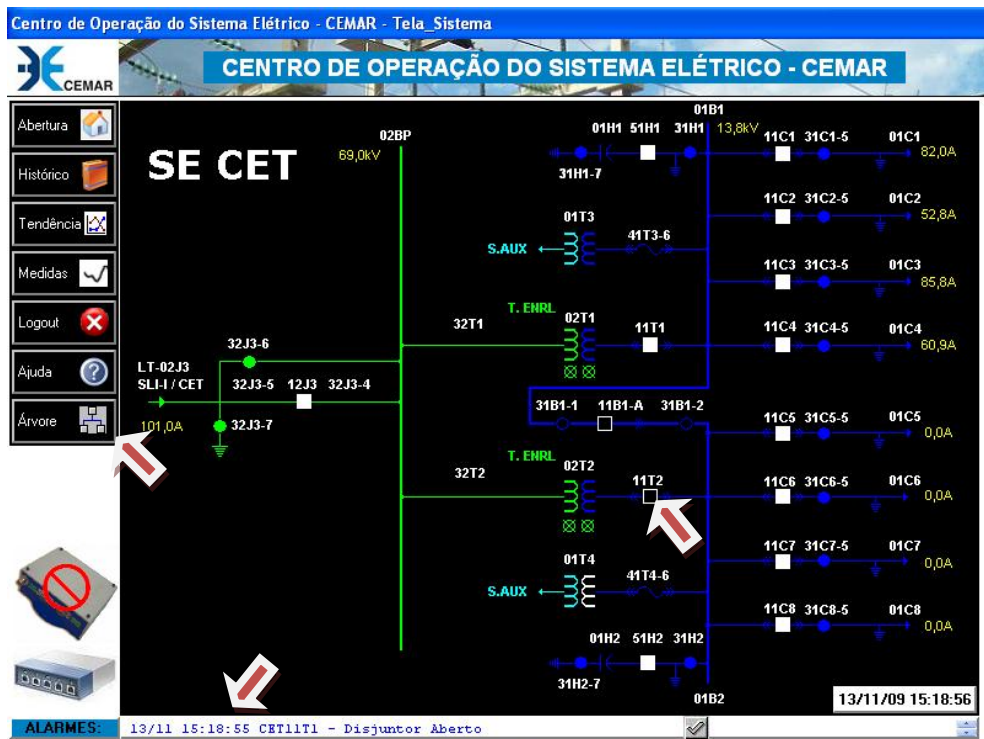 Centro de Operação do Sistema Elétrico - CEMAR - Tela_Sistema
CEMAR
CENTRO DE OPERAÇÃO DO SISTEMA ELÉTRICO - CEMAR
Abertura
Histórico
Tendência
Medidas
Logout
Ajuda
Árvore
SE CET
02BP
69,0kV
01B1
13,8kV
01H1 51H1 31H1
31H1-7
11C1 31C1-5 01C1
82,0A
11C2 31C2-5 01C2
52,8A
01T3
41T3-6
S.AUX
11C3 31C3-5 01C3
85,8A
T. ENRL
32T1
02T1
11T1
11C4 31C4-5 01C4
60,9A
32J3-6
LT-02J3
SLI-I / CET
32J3-5 12J3 32J3-4
101,0A
32J3-7
31B1-1 11B1-A 31B1-2
11C5 31C5-5 01C5
0,0A
T. ENRL
32T2
02T2
11T2
11C6 31C6-5 01C6
0,0A
01T4
41T4-6
S.AUX
11C7 31C7-5 01C7
0,0A
11C8 31C8-5 01C8
0,0A
01H2 51H2 31H2
31H2-7
01B2
13/11/09 15:18:56
ALARMES:
13/11 15:18:55 CET11T1 - Disjuntor Aberto